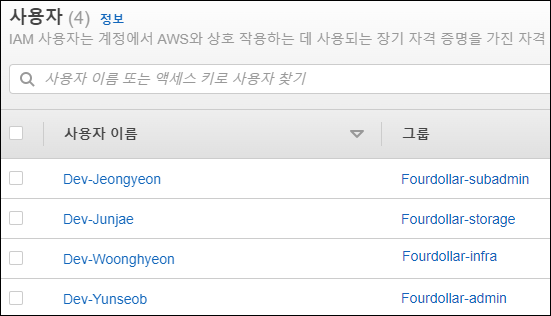 사용자 (4) 정보
IAM 사용자는 계정에서 AWS와 상호 작용하는 데 사용되는 장기 자격 증명을 가진 자격
사용자 이름 또는 액세스 키로 사용자 찾기
사용자 이름 그룹
Dev-Jeongyeon Fourdollar-subadmin
Dev-Junjae Fourdollar-storage
Dev-Woonghyeon Fourdollar-infra
Dev-Yunseob Fourdollar-admin